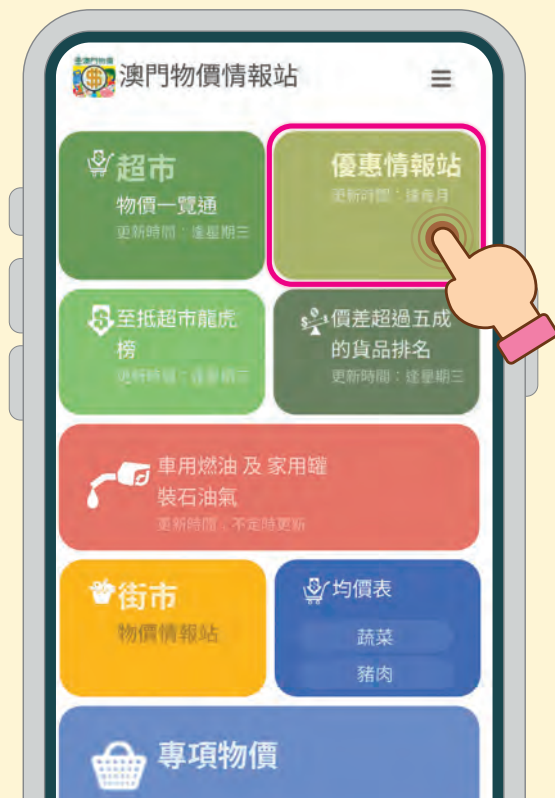 全澳門物價
澳門物價情報站
超市
物價一覽通
更新時間：逢星期三
優惠情報站
更新時間：逢每月
至抵超市龍虎
榜
更新時間：逢星期三
價差超過五成
的貨品排名
更新時間：逢星期三
車用燃油 及 家用罐
裝石油氣
更新時間：不定時更新
街市
物價情報站
均價表
蔬菜
豬肉
專項物價